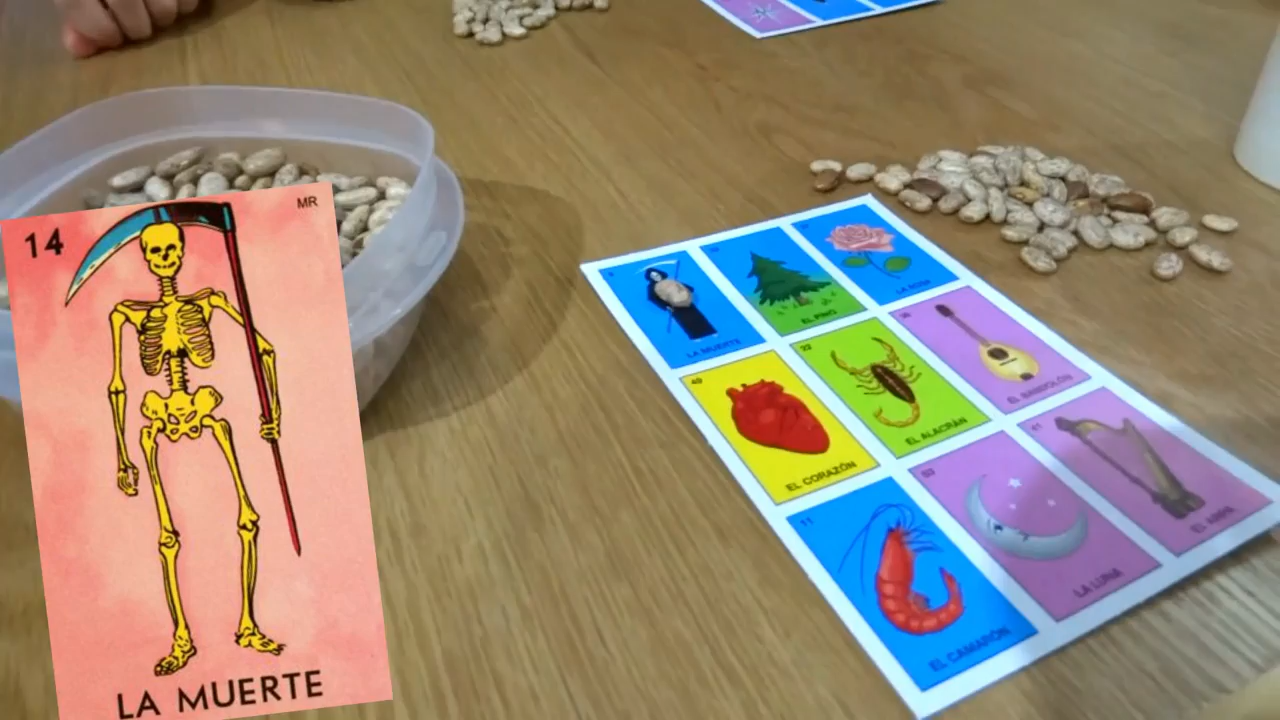 14
MR
LA MUERTE
LA MUERTE
EL PINO
LA ROSA
40
EL CORAZÓN
22
EL ALACRÁN
EL BANDOLÓN
11
EL CAMARÓN
LA LUNA
41
EL ARPA